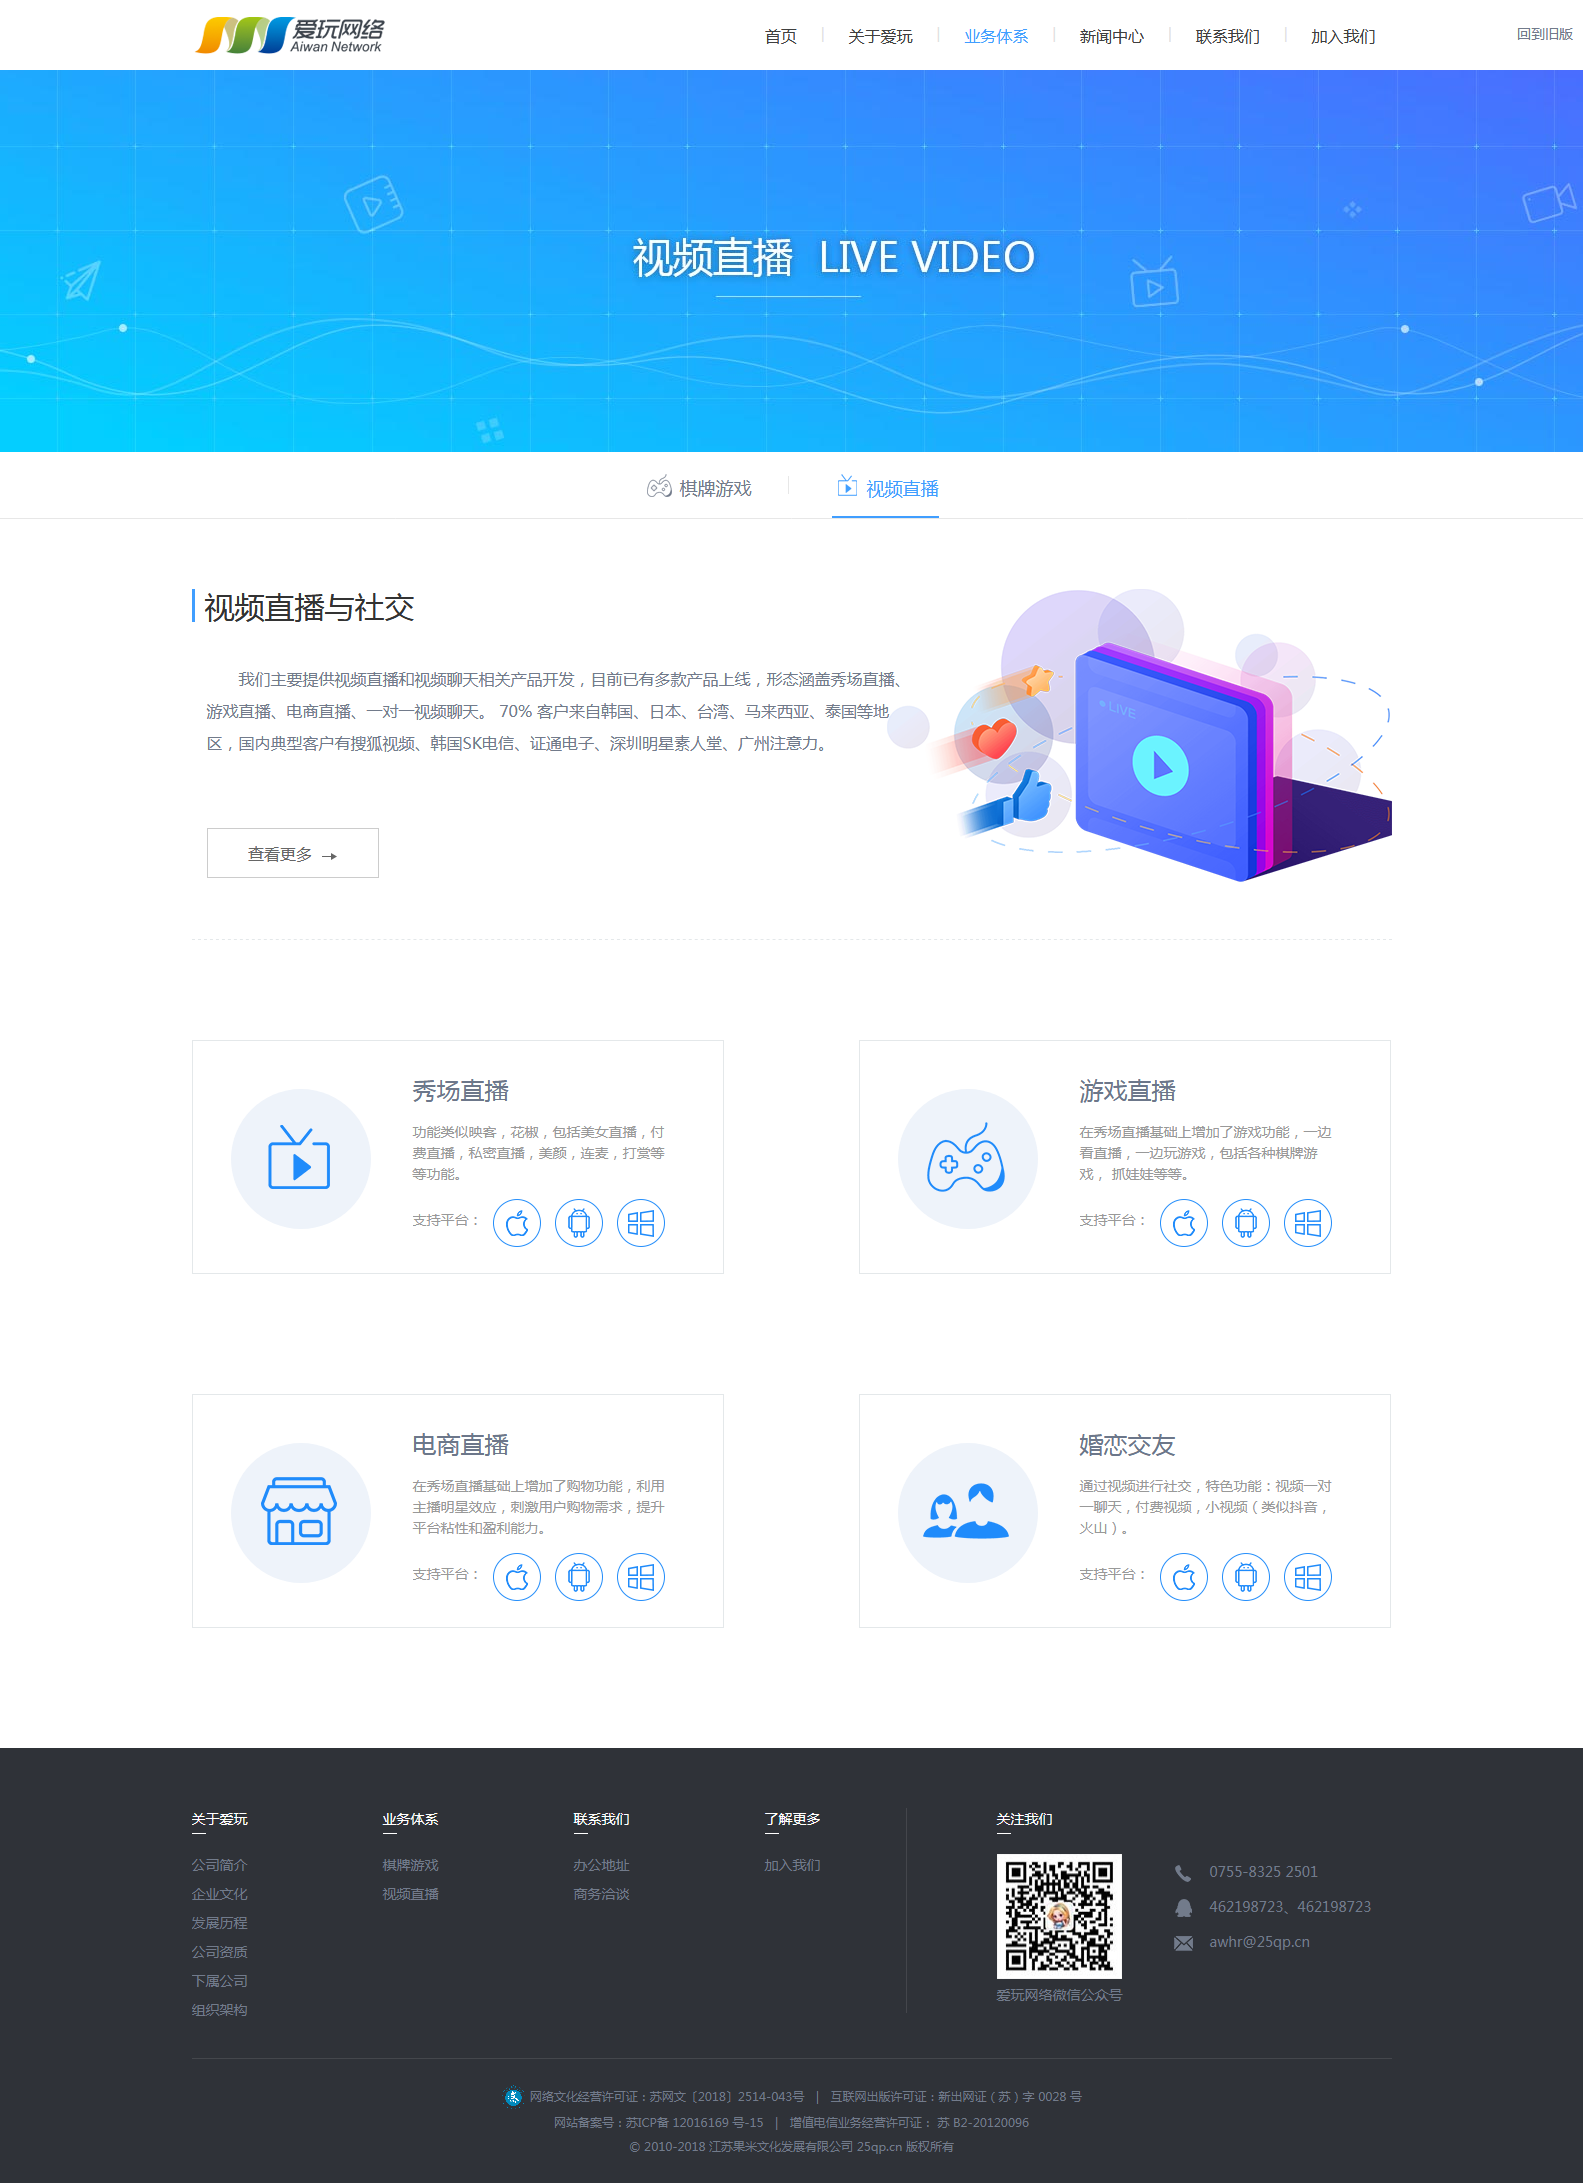 爱玩网络
Aiwan Network
首页 关于爱玩 业务体系 新闻中心 联系我们 加入我们 回到旧版
视频直播 LIVE VIDEO
棋牌游戏 视频直播
视频直播与社交
我们主要提供视频直播和视频聊天相关产品开发，目前已有多款产品上线，形态涵盖秀场直播、
游戏直播、电商直播、一对一视频聊天。 70% 客户来自韩国、日本、台湾、马来西亚、泰国等地
区，国内典型客户有搜狐视频、韩国SK电信、证通电子、深圳明星素人堂、广州注意力。
LIVE
查看更多
秀场直播
功能类似映客，花椒，包括美女直播，付
费直播，私密直播，美颜，连麦，打赏等
等功能。
支持平台：
游戏直播
在秀场直播基础上增加了游戏功能，一边
看直播，一边玩游戏，包括各种棋牌游
戏， 抓娃娃等等。
支持平台：
电商直播
在秀场直播基础上增加了购物功能，利用
主播明星效应，刺激用户购物需求，提升
平台粘性和盈利能力。
支持平台：
婚恋交友
通过视频进行社交，特色功能：视频一对
一聊天，付费视频，小视频（类似抖音，
火山）。
支持平台：
关于爱玩
公司简介
企业文化
发展历程
公司资质
下属公司
组织架构
业务体系
棋牌游戏
视频直播
联系我们
办公地址
商务洽谈
了解更多
加入我们
关注我们
爱玩网络微信公众号
0755-8325 2501
462198723、462198723
awhr@25qp.cn
网络文化经营许可证：苏网文〔2018〕2514-043号 | 互联网出版许可证：新出网证（苏）字 0028 号
网站备案号：苏ICP备 12016169 号-15 | 增值电信业务经营许可证： 苏 B2-20120096
© 2010-2018 江苏果米文化发展有限公司 25qp.cn 版权所有